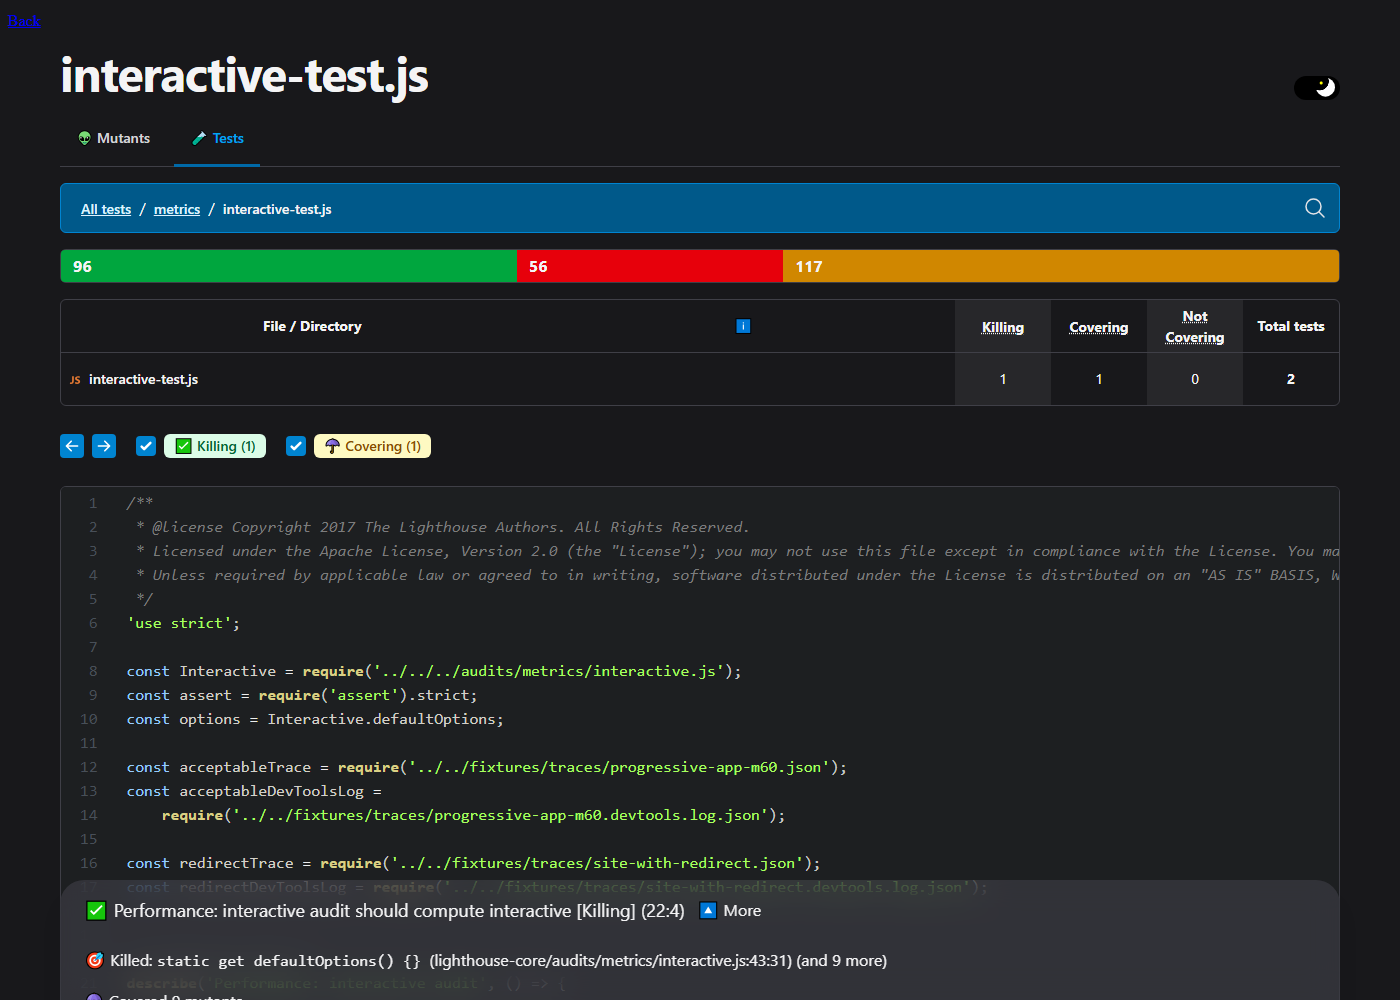 Back
interactive-test.js
👽 Mutants 🧪 Tests
All tests / metrics / interactive-test.js
96 56 117
File / Directory ℹ Killing Covering Not Covering Total tests
JS interactive-test.js 1 1 0 2
← → ✅ Killing (1) ☂ Covering (1)
1 /**
2 * @license Copyright 2017 The Lighthouse Authors. All Rights Reserved.
3 * Licensed under the Apache License, Version 2.0 (the "License"); you may not use this file except in compliance with the License. You ma
4 * Unless required by applicable law or agreed to in writing, software distributed under the License is distributed on an "AS IS" BASIS, W
5 */
6 'use strict';
7
8 const Interactive = require('../../../audits/metrics/interactive.js');
9 const assert = require('assert').strict;
10 const options = Interactive.defaultOptions;
11
12 const acceptableTrace = require('../../fixtures/traces/progressive-app-m60.json');
13 const acceptableDevToolsLog =
14 require('../../fixtures/traces/progressive-app-m60.devtools.log.json');
15
16 const redirectTrace = require('../../fixtures/traces/site-with-redirect.json');
17 const redirectDevToolsLog = require('../../fixtures/traces/site-with-redirect.devtools.log.json');
✅ Performance: interactive audit should compute interactive [Killing] (22:4) 🔼 More
🎯 Killed: static get defaultOptions() {} (lighthouse-core/audits/metrics/interactive.js:43:31) (and 9 more)
describe('Performance: interactive audit', () => {
☂ Covered 9 mutants